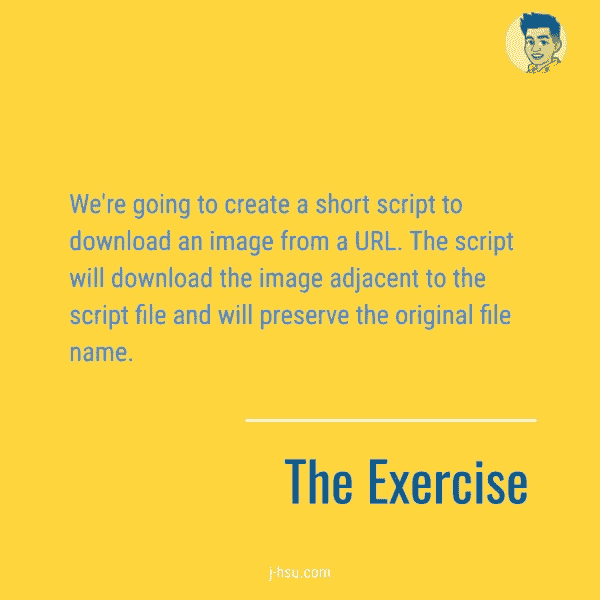 We're going to create a short script to
download an image from a URL. The script
will download the image adjacent to the
script file and will preserve the original file
name.
The Exercise
j-hsu.com